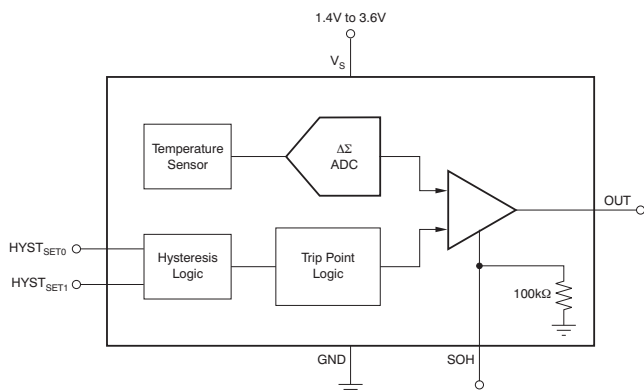 1.4V to 3.6V
V_S
Temperature
Sensor
ΔΣ
ADC
OUT
HYST_SET0
HYST_SET1
Hysteresis
Logic
Trip Point
Logic
100kΩ
GND
SOH